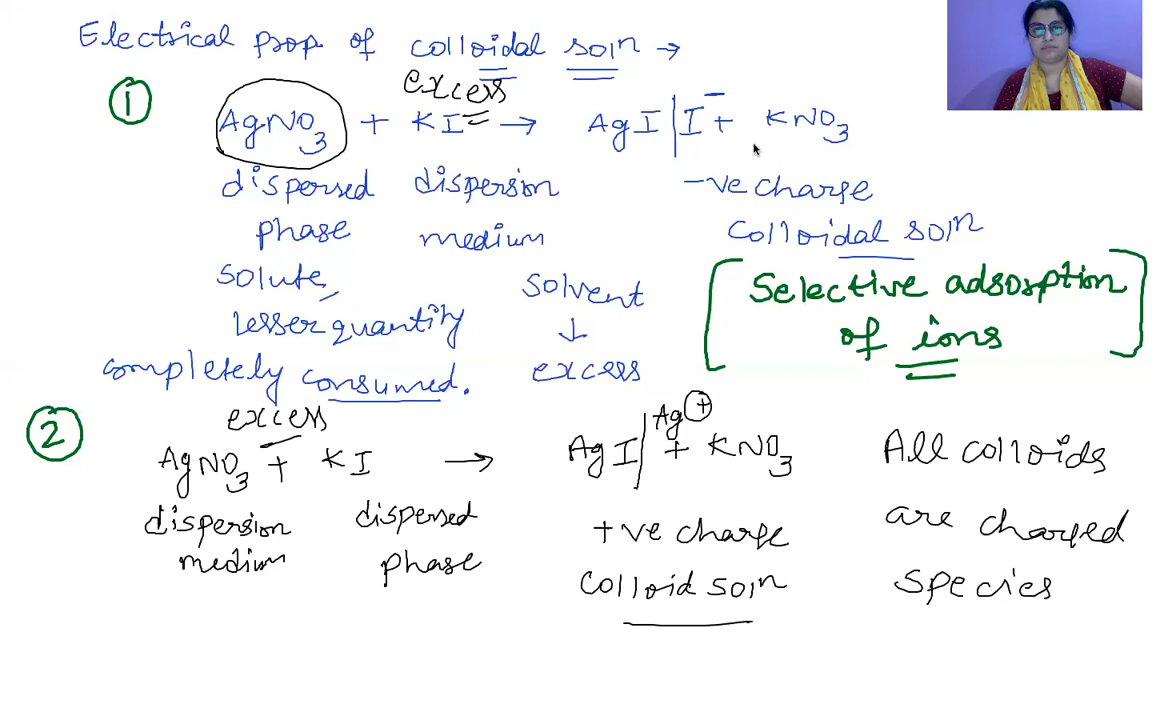 Electrical prop of colloidal soln →
① excess
AgNO3 + KI → AgI|I⁻ + KNO3
dispersed dispersion -ve charge
phase medium colloidal soln
solute, solvent [Selective adsorption
lesser quantity ↓ of ions]
completely consumed. excess
② excess Ag⊕
AgNO3 + KI → AgI| + KNO3 All colloids
dispersion dispersed +ve charge are charged
medium phase colloid soln species